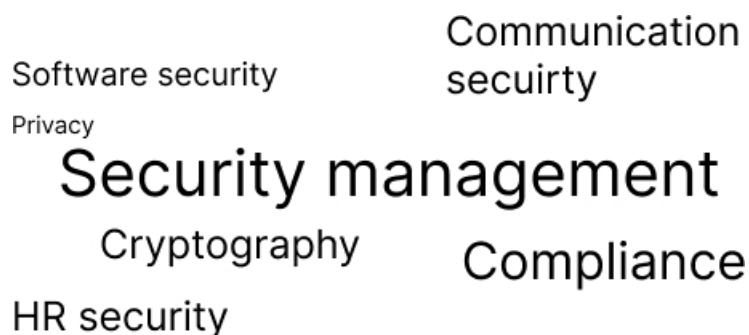 Communication
secuirty
Software security
Privacy
Security management
Cryptography
Compliance
HR security